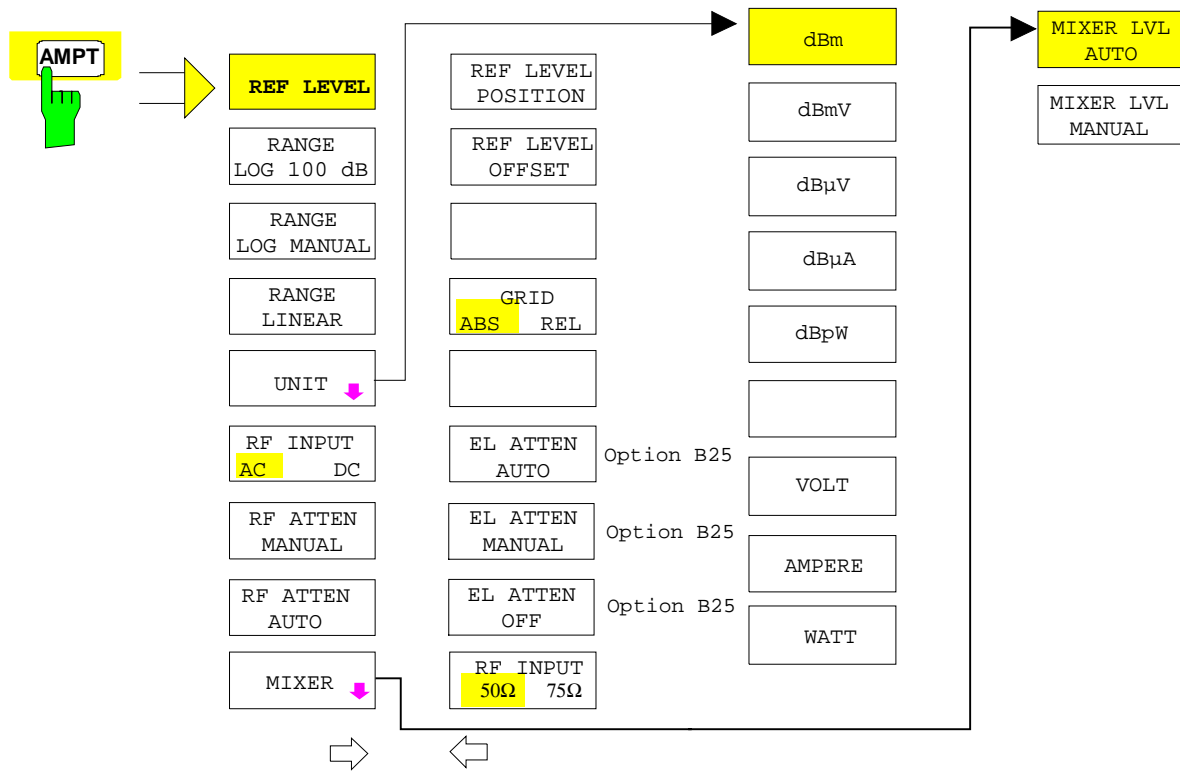 AMPT
REF LEVEL
RANGE
LOG 100 dB
RANGE
LOG MANUAL
RANGE
LINEAR
UNIT
RF INPUT
AC DC
RF ATTEN
MANUAL
RF ATTEN
AUTO
MIXER
REF LEVEL
POSITION
REF LEVEL
OFFSET
GRID
ABS REL
EL ATTEN
AUTO
Option B25
EL ATTEN
MANUAL
Option B25
EL ATTEN
OFF
Option B25
RF INPUT
50Ω 75Ω
dBm
dBmV
dBµV
dBµA
dBpW
VOLT
AMPERE
WATT
MIXER LVL
AUTO
MIXER LVL
MANUAL